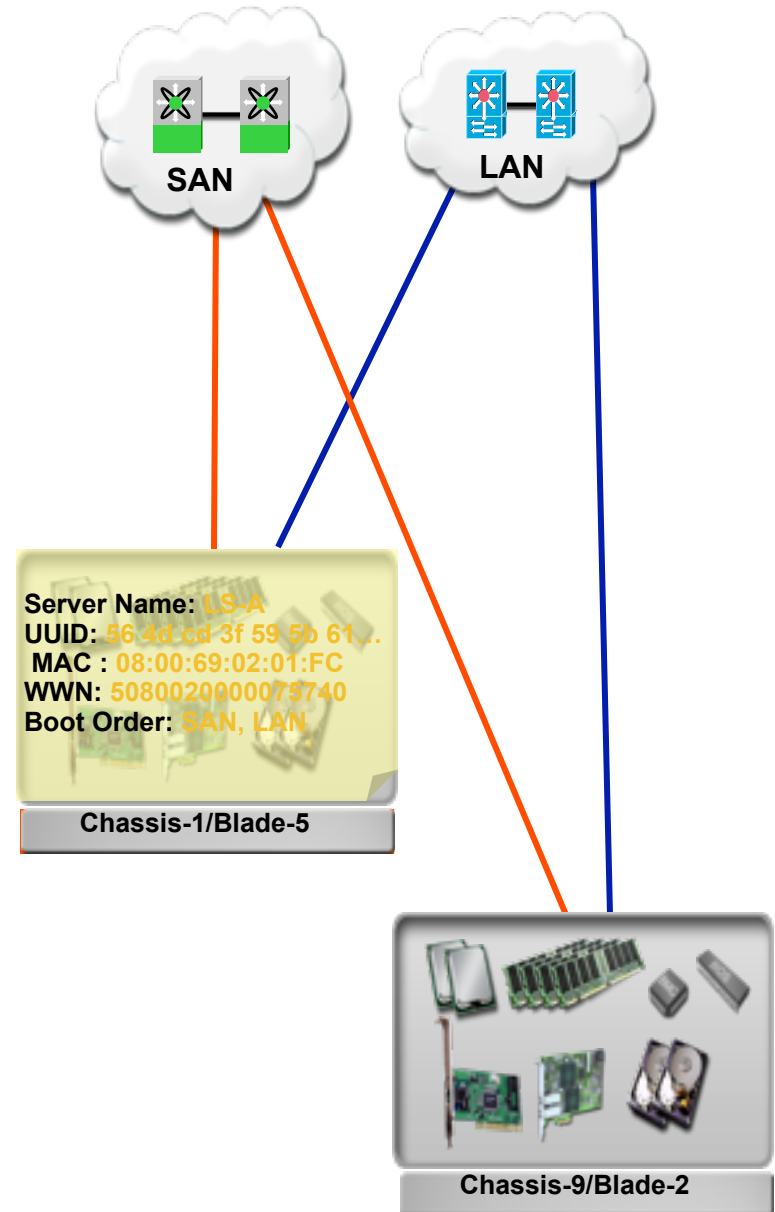 SAN
LAN
Server Name: LS-A
UUID: 56 4d cd 3f 59 5b 61...
MAC : 08:00:69:02:01:FC
WWN: 5080020000075740
Boot Order: SAN, LAN
Chassis-1/Blade-5
Chassis-9/Blade-2